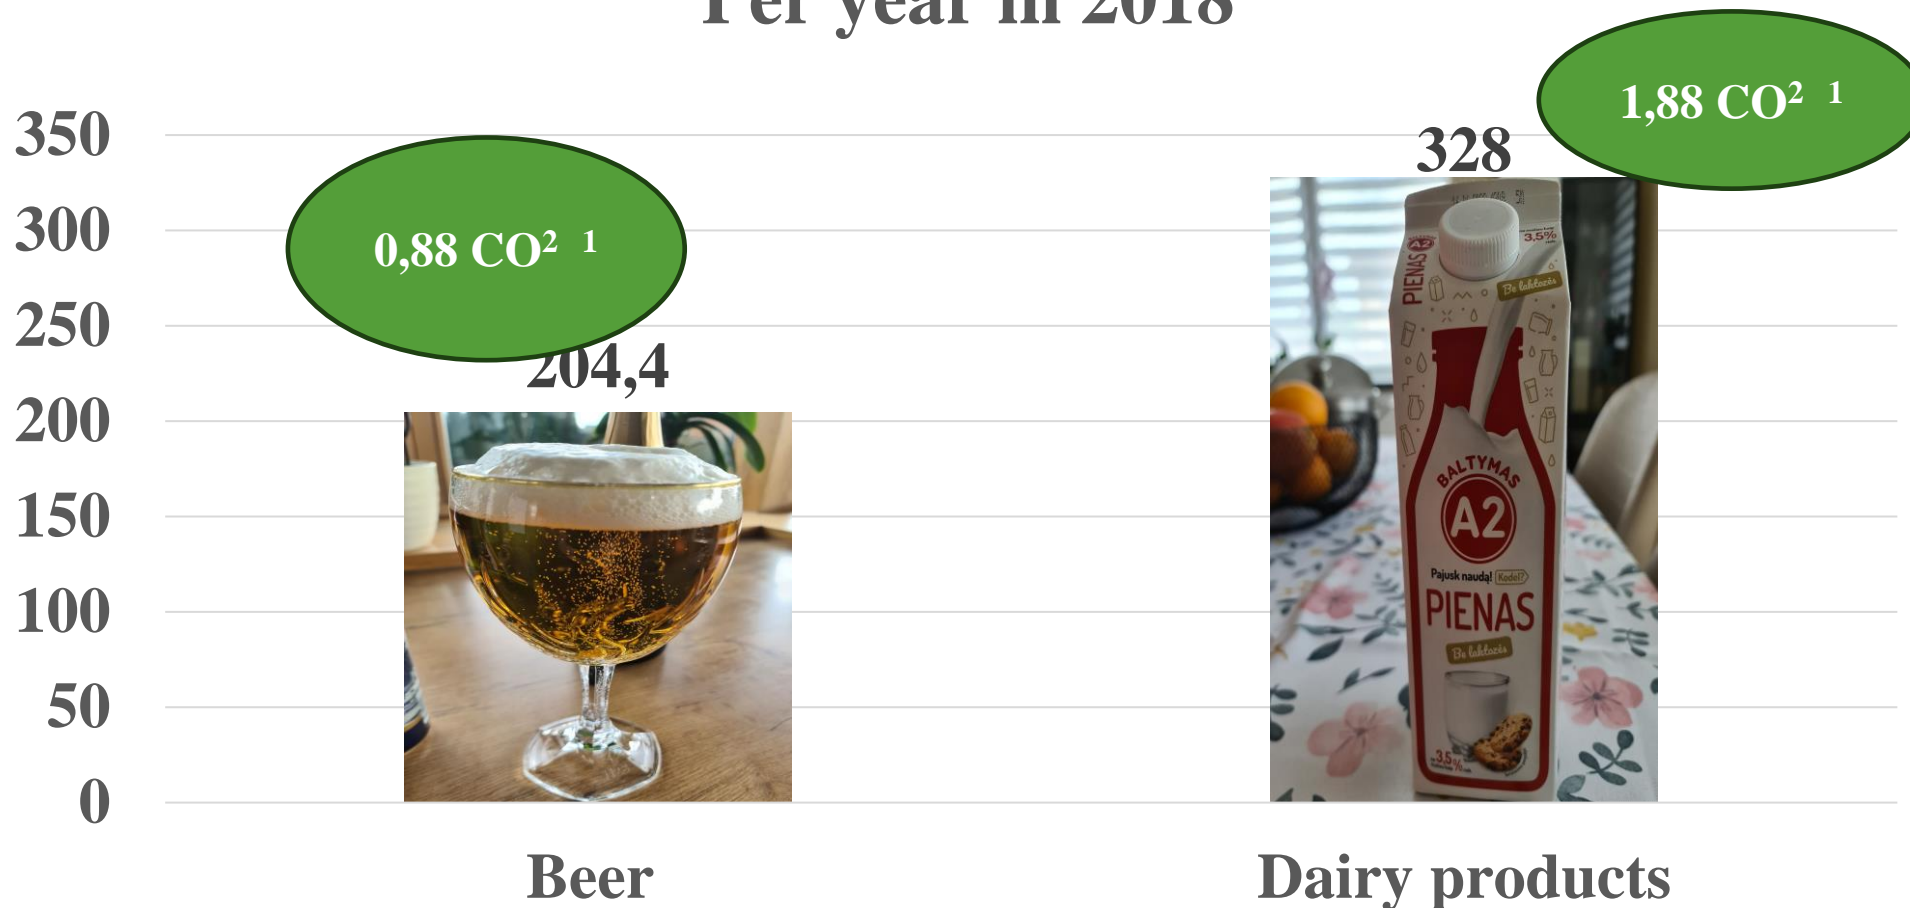 Per year in 2018
1,88 CO² ¹
350
328
0,88 CO² ¹
300
250
204,4
200
150
100
50
0
PIENAS A2
3.5%
Be laktozės
BALTYMAS
A2
Pajusk naudą! Kodėl?
PIENAS
Be laktozės
3,5%
Beer
Dairy products